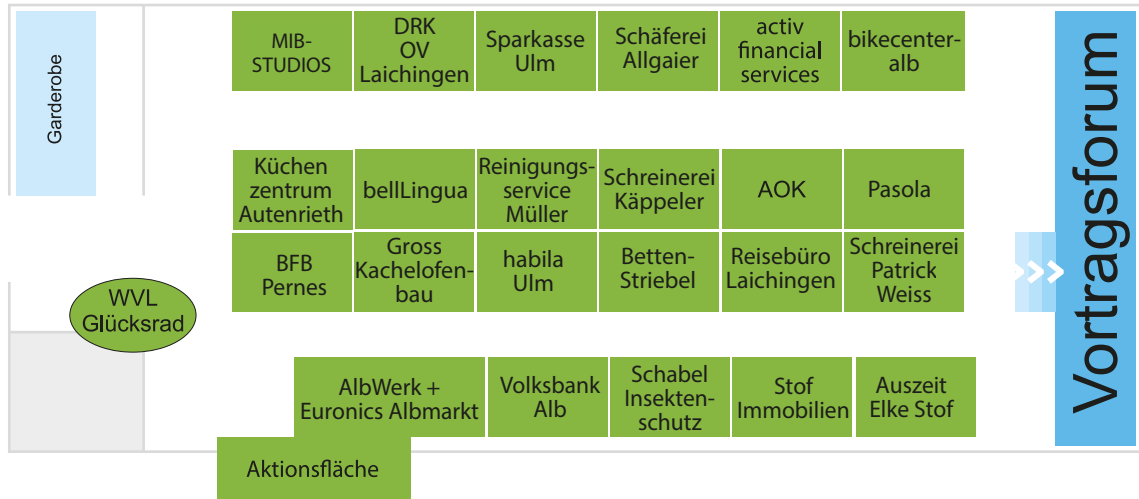 Garderobe
MIB-
STUDIOS
DRK
OV
Laichingen
Sparkasse
Ulm
Schäferei
Allgaier
activ
financial
services
bikecenter-
alb
Küchen
zentrum
Autenrieth
bellLingua
Reinigungs-
service
Müller
Schreinerei
Käppeler
AOK
Pasola
BFB
Pernes
Gross
Kachelofen-
bau
habila
Ulm
Betten-
Striebel
Reisebüro
Laichingen
Schreinerei
Patrick
Weiss
WVL
Glücksrad
AlbWerk +
Euronics Albmarkt
Volksbank
Alb
Schabel
Insekten-
schutz
Stof
Immobilien
Auszeit
Elke Stof
Aktionsfläche
Vortragsforum